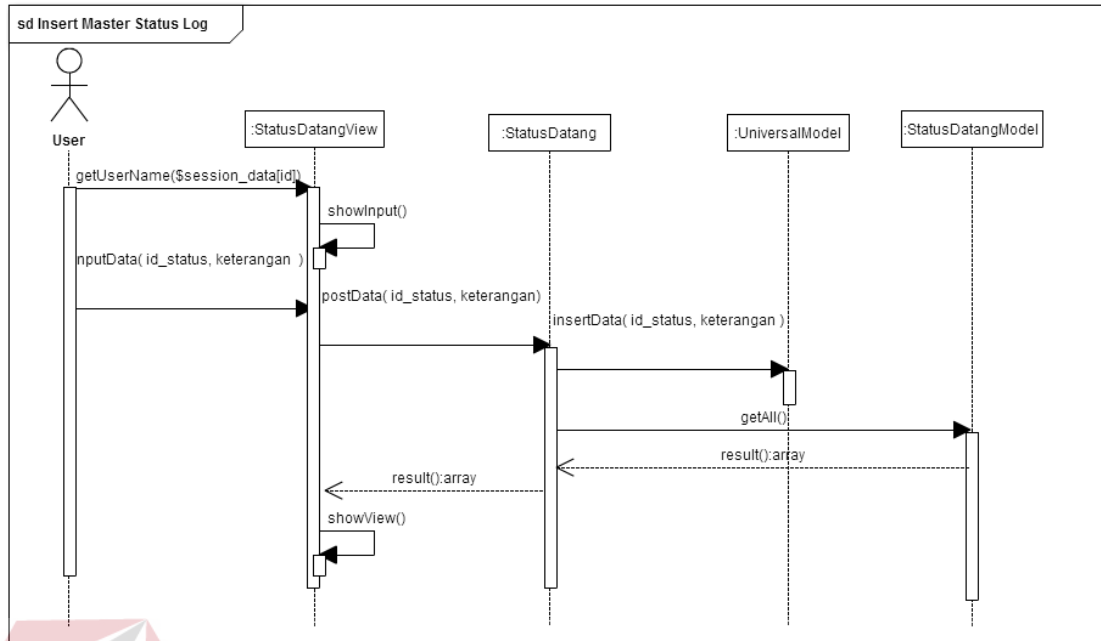 sd Insert Master Status Log
User
:StatusDatangView
:StatusDatang
:UniversalModel
:StatusDatangModel
getUserName($session_data[id])
showInput()
nputData( id_status, keterangan )
postData( id_status, keterangan)
insertData( id_status, keterangan )
getAll()
result():array
result():array
showView()